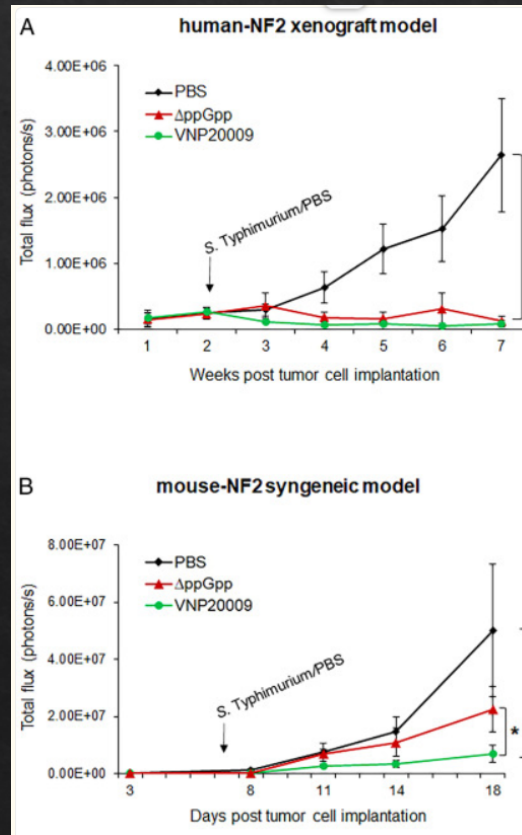 A
human-NF2 xenograft model
4.00E+06
3.00E+06
2.00E+06
1.00E+06
0.00E+00
Total flux (photons/s)
PBS
ΔppGpp
VNP20009
S. Typhimurium/PBS
1 2 3 4 5 6 7
Weeks post tumor cell implantation
B
mouse-NF2 syngeneic model
8.00E+07
6.00E+07
4.00E+07
2.00E+07
0.00E+00
Total flux (photons/s)
PBS
ΔppGpp
VNP20009
S. Typhimurium/PBS
*
3 8 11 14 18
Days post tumor cell implantation